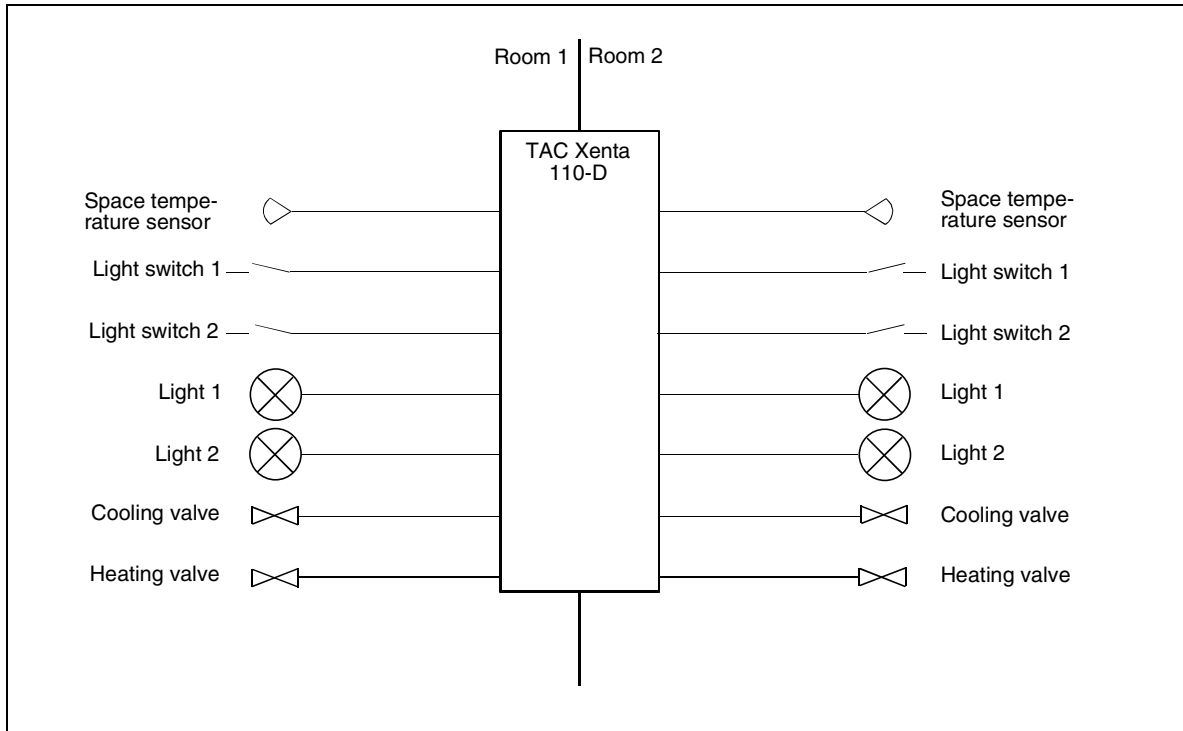 Room 1
Room 2
TAC Xenta
110-D
Space tempe-
rature sensor
Light switch 1
Light switch 2
Light 1
Light 2
Cooling valve
Heating valve
Space tempe-
rature sensor
Light switch 1
Light switch 2
Light 1
Light 2
Cooling valve
Heating valve